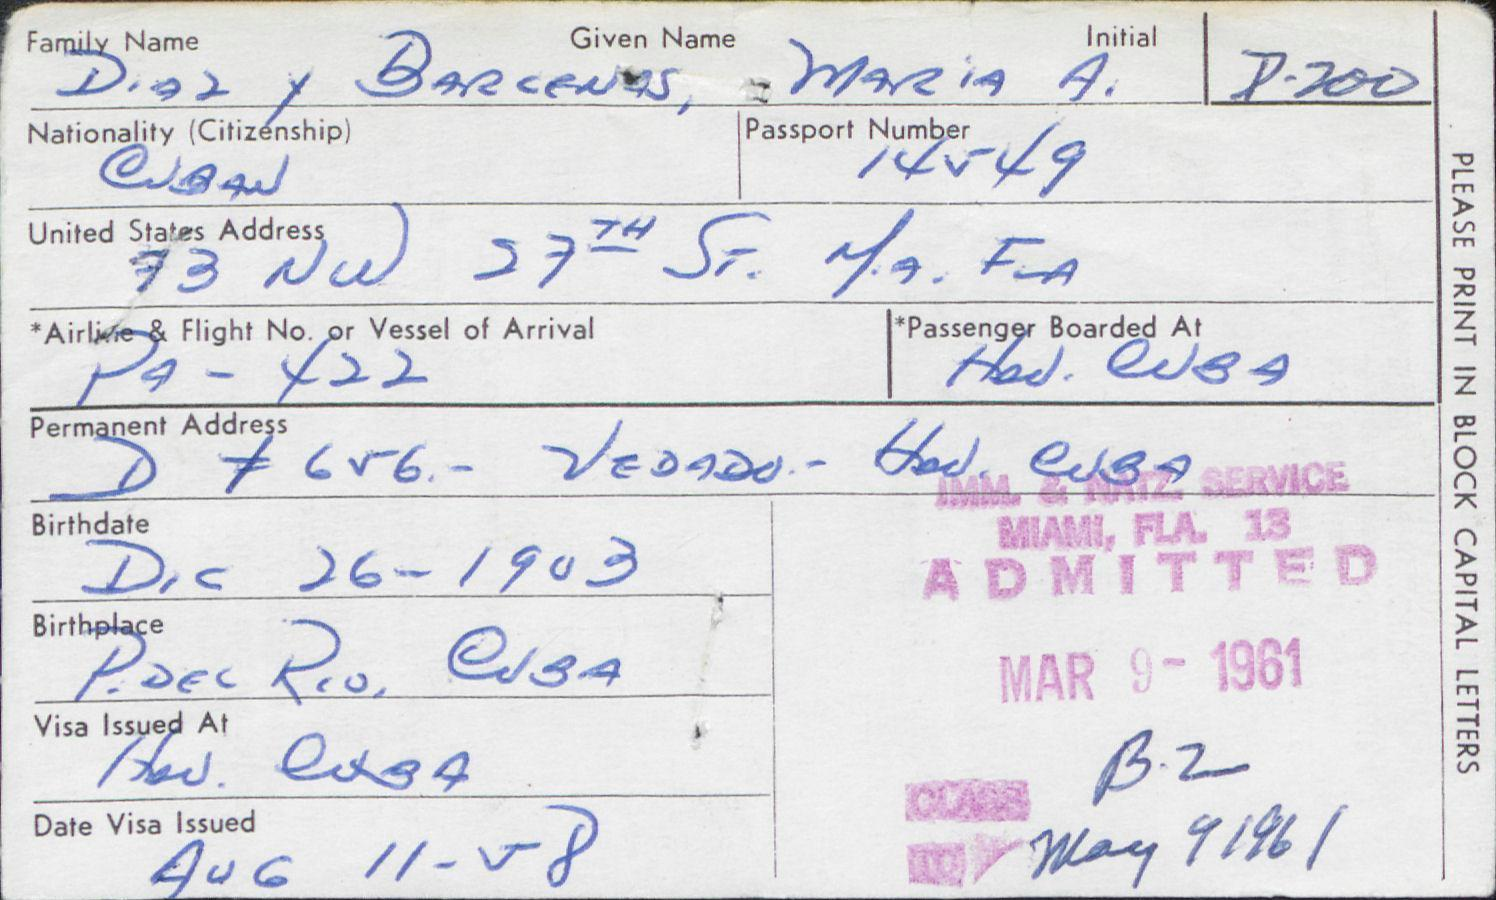 Family Name Given Name Initial
Diaz y Barcenas, Maria A. D-200
Nationality (Citizenship) Passport Number
Cuban 14549
United States Address
73 NW 27TH St. Mia. Fla
*Airline & Flight No. or Vessel of Arrival *Passenger Boarded At
PA-422 Hav. Cuba
Permanent Address
D # 656.- Vedado.- Hav. Cuba
IMM. & NATZ. SERVICE
MIAMI, FLA. 13
ADMITTED
MAR 9- 1961
Birthdate
Dic 26-1903
Birthplace
P. del Rio, Cuba
Visa Issued At
Hav. Cuba
Date Visa Issued
Aug 11-58
CLASS B-2
TO May 9 1961
PLEASE PRINT IN BLOCK CAPITAL LETTERS